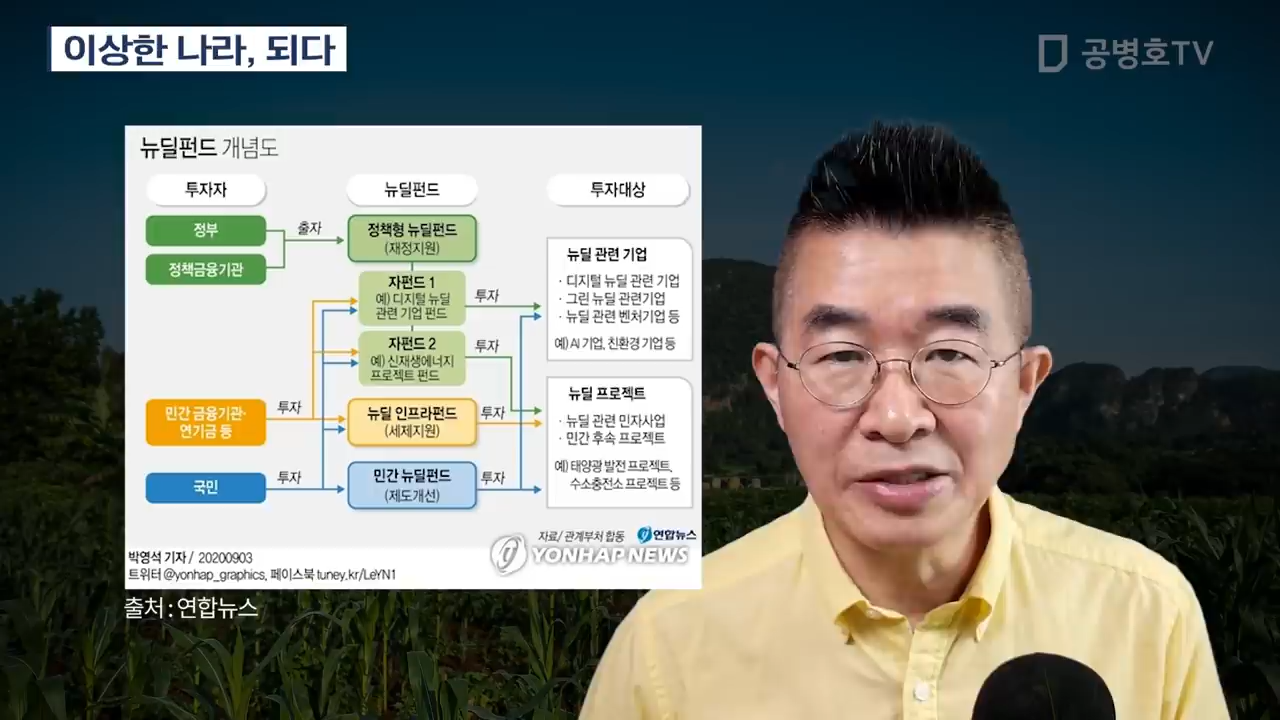 이상한 나라, 되다
공병호TV
뉴딜펀드 개념도
투자자
뉴딜펀드
투자대상
정부
정책금융기관
출자
정책형 뉴딜펀드
(재정지원)
자펀드 1
예) 디지털 뉴딜
관련 기업 펀드
투자
자펀드 2
예) 신재생에너지
프로젝트 펀드
투자
민간 금융기관·
연기금 등
투자
뉴딜 인프라펀드
(세제지원)
투자
국민
투자
민간 뉴딜펀드
(제도개선)
투자
뉴딜 관련 기업
· 디지털 뉴딜 관련 기업
· 그린 뉴딜 관련기업
· 뉴딜 관련 벤처기업 등
예) AI 기업, 친환경 기업 등
뉴딜 프로젝트
· 뉴딜 관련 민자사업
· 민간 후속 프로젝트
예) 태양광 발전 프로젝트,
수소충전소 프로젝트 등
자료/ 관계부처 합동
연합뉴스
YONHAP NEWS
박영석 기자 / 20200903
트위터 @yonhap_graphics, 페이스북 tuney.kr/LeYN1
출처 : 연합뉴스